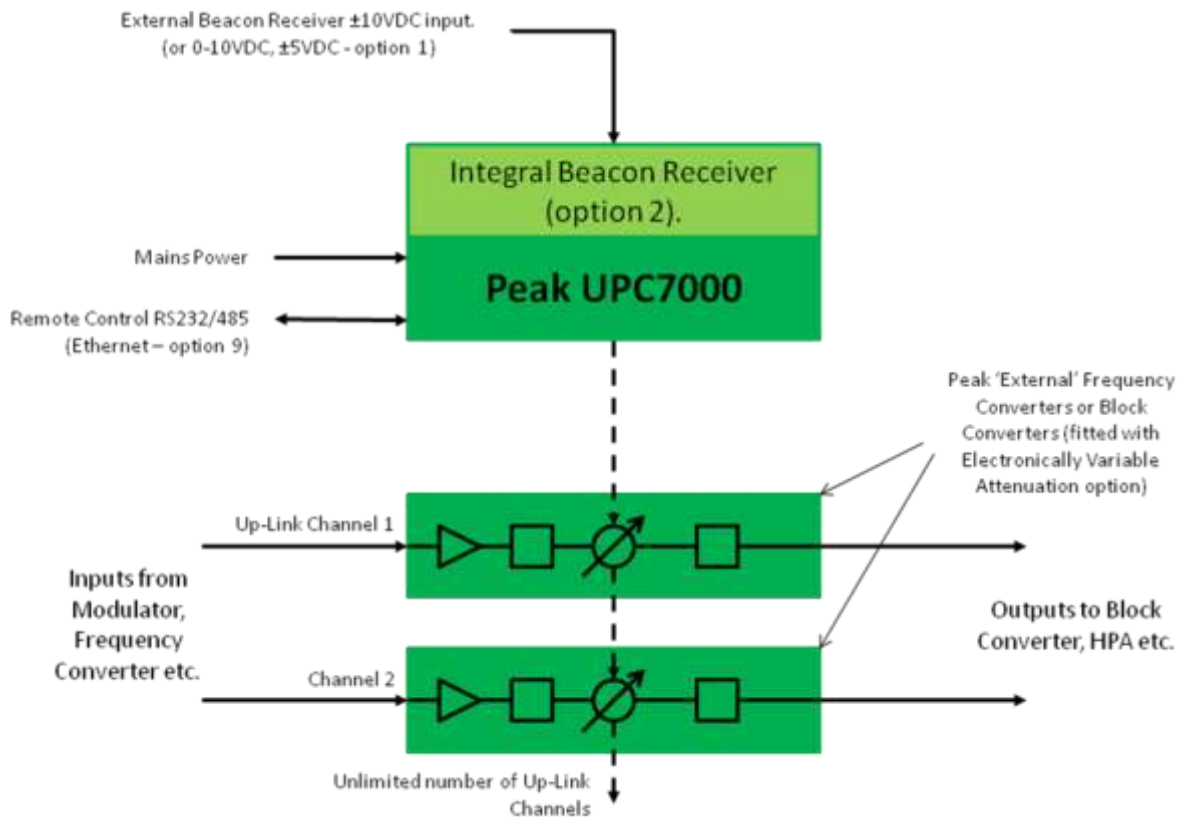 External Beacon Receiver ±10VDC input.
(or 0-10VDC, ±5VDC - option 1)
Integral Beacon Receiver
(option 2).
Mains Power
Peak UPC7000
Remote Control RS232/485
(Ethernet – option 9)
Peak ‘External’ Frequency
Converters or Block
Converters (fitted with
Electronically Variable
Attenuation option)
Up-Link Channel 1
Inputs from
Modulator,
Frequency
Converter etc.
Outputs to Block
Converter, HPA etc.
Channel 2
Unlimited number of Up-Link
Channels